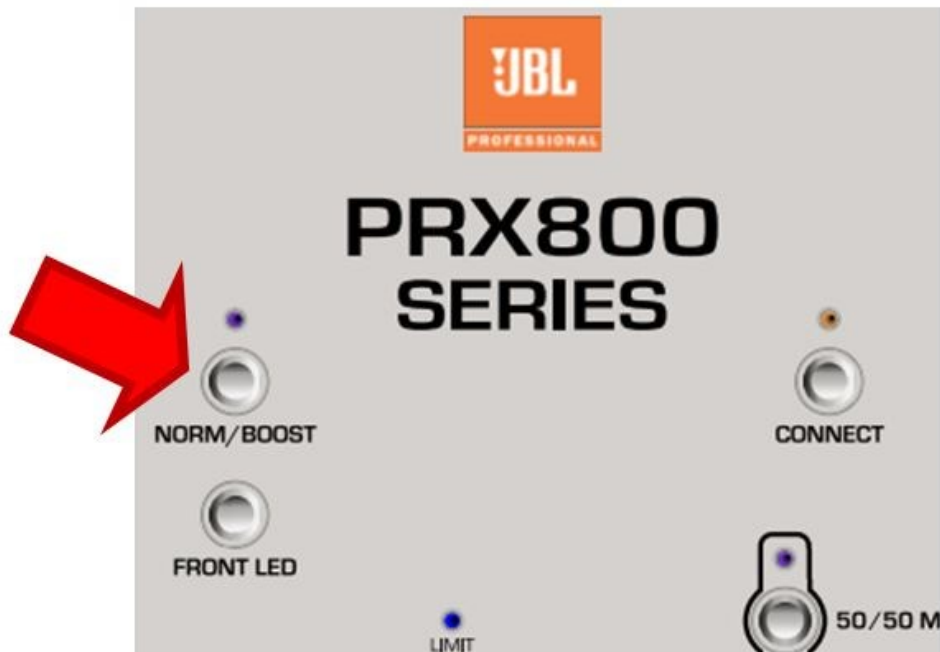 JBL
PROFESSIONAL
PRX800
SERIES
NORM/BOOST
CONNECT
FRONT LED
50/50 M
LIMIT